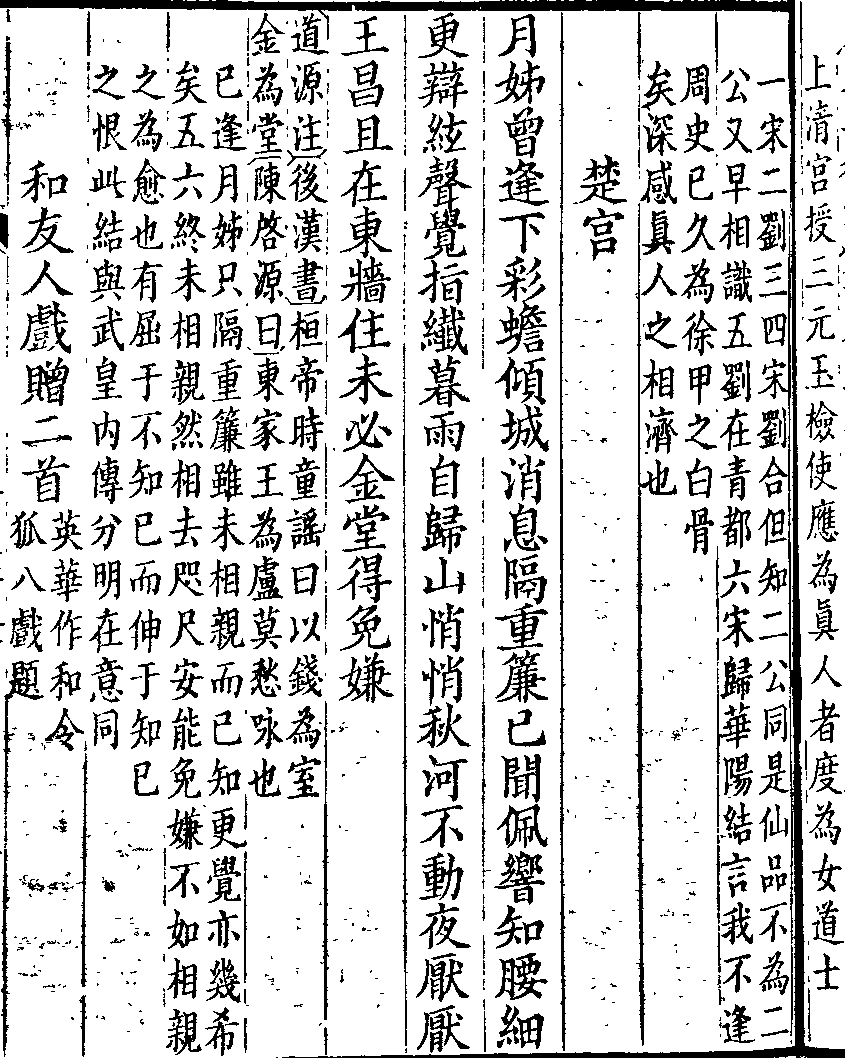 上清宮授三元玉檢使應為眞人者度為女道士
一宋二劉三四宋劉合但知二公同是仙品不為二
公又早相識五劉在青都六宋歸華陽結言我不逢
周史已久為徐甲之白骨
矣深感眞人之相濟也
楚宮
月姊曾逢下彩蟾傾城消息隔重簾已聞佩響知腰細
更辯絃聲覺指纖暮雨自歸山悄悄秋河不動夜厭厭
王昌且在東牆住未必金堂得免嫌
道源注後漢書桓帝時童謠曰以錢為室
金為堂陳啓源曰東家王為盧莫愁咏也
已逢月姊只隔重簾雖未相親而已知更覺亦幾希
矣五六終未相親然相去咫尺安能免嫌不如相親
之為愈也有屈于不知已而伸于知已
之恨此結與武皇內傳分明在意同
和友人戲贈二首
英華作和令
狐八戲題